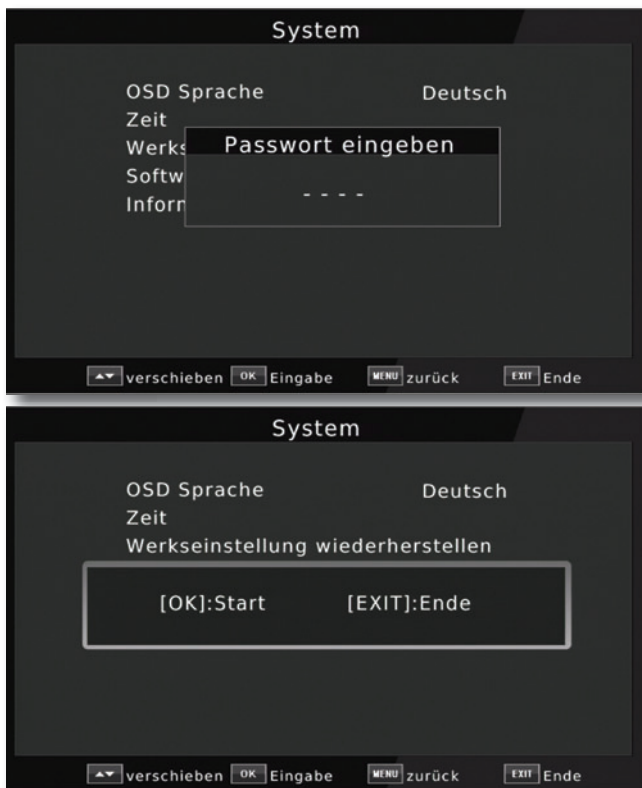 System
OSD Sprache Deutsch
Zeit
Werks
Passwort eingeben
Softw
- - - -
Inforr
verschieben OK Eingabe MENU zurück EXIT Ende
System
OSD Sprache Deutsch
Zeit
Werkseinstellung wiederherstellen
[OK]:Start [EXIT]:Ende
verschieben OK Eingabe MENU zurück EXIT Ende